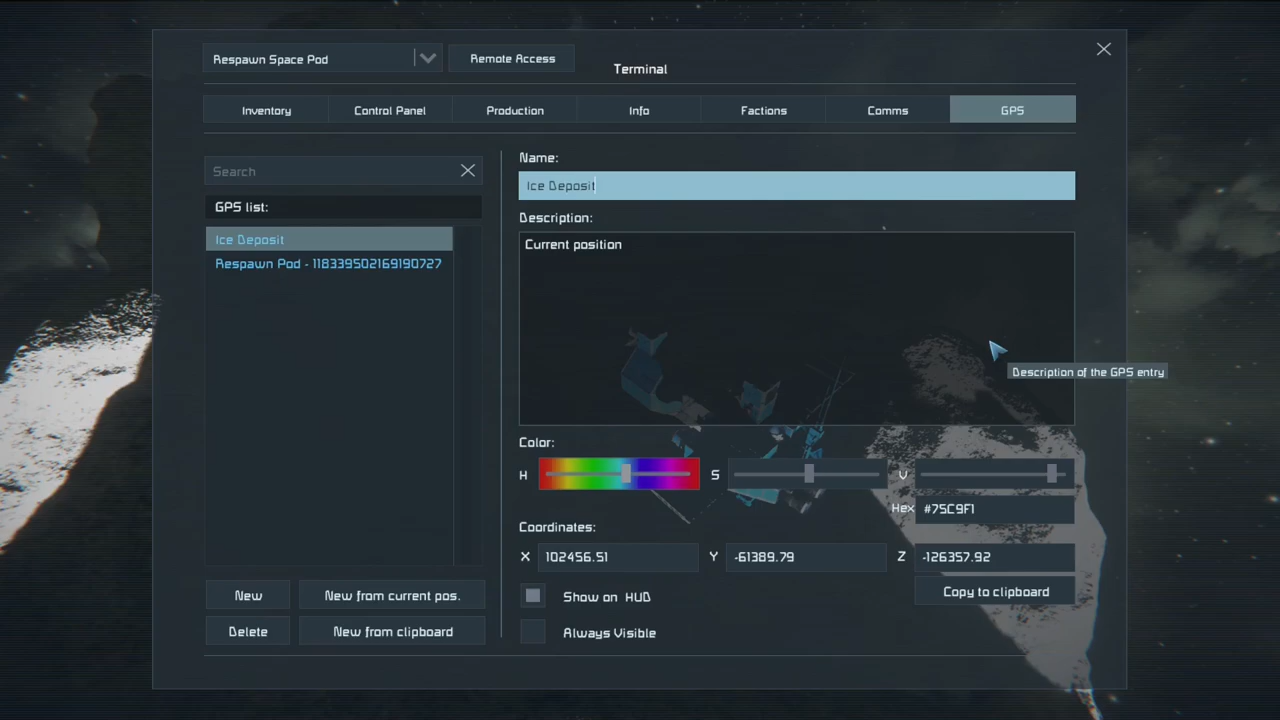 Respawn Space Pod
Remote Access
Terminal
Inventory
Control Panel
Production
Info
Factions
Comms
GPS
Search
GPS list:
Ice Deposit
Respawn Pod - 118339502169190727
Name:
Ice Deposit
Description:
Current position
Description of the GPS entry
Color:
H
S
V
Hex
#75C9F1
Coordinates:
X
102456.51
Y
-61389.79
Z
-126357.92
Copy to clipboard
Show on HUD
Always Visible
New
New from current pos.
Delete
New from clipboard